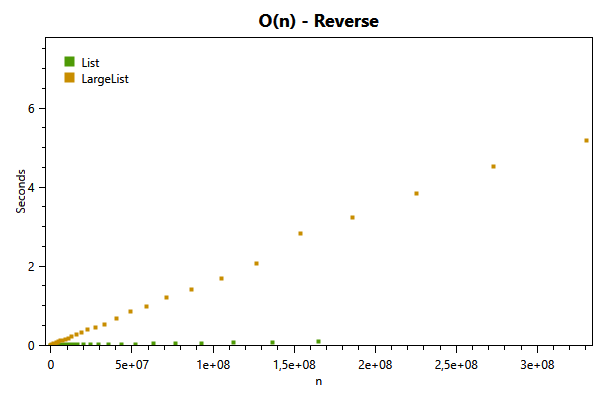 O(n) - Reverse
List
LargeList
Seconds
6
4
2
0
0 5e+07 1e+08 1,5e+08 2e+08 2,5e+08 3e+08
n